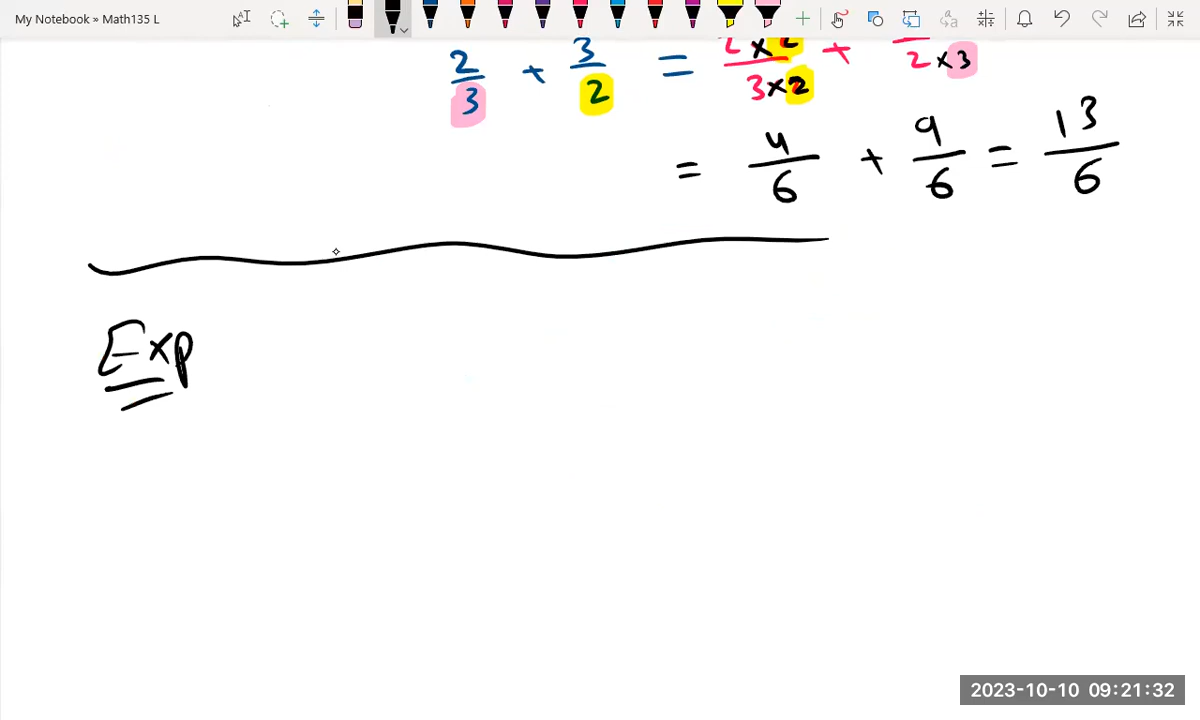 My Notebook » Math135 L
2/3 + 3/2 = 2×2/3×2 + /2×3
= 4/6 + 9/6 = 13/6
Exp
2023-10-10 09:21:32